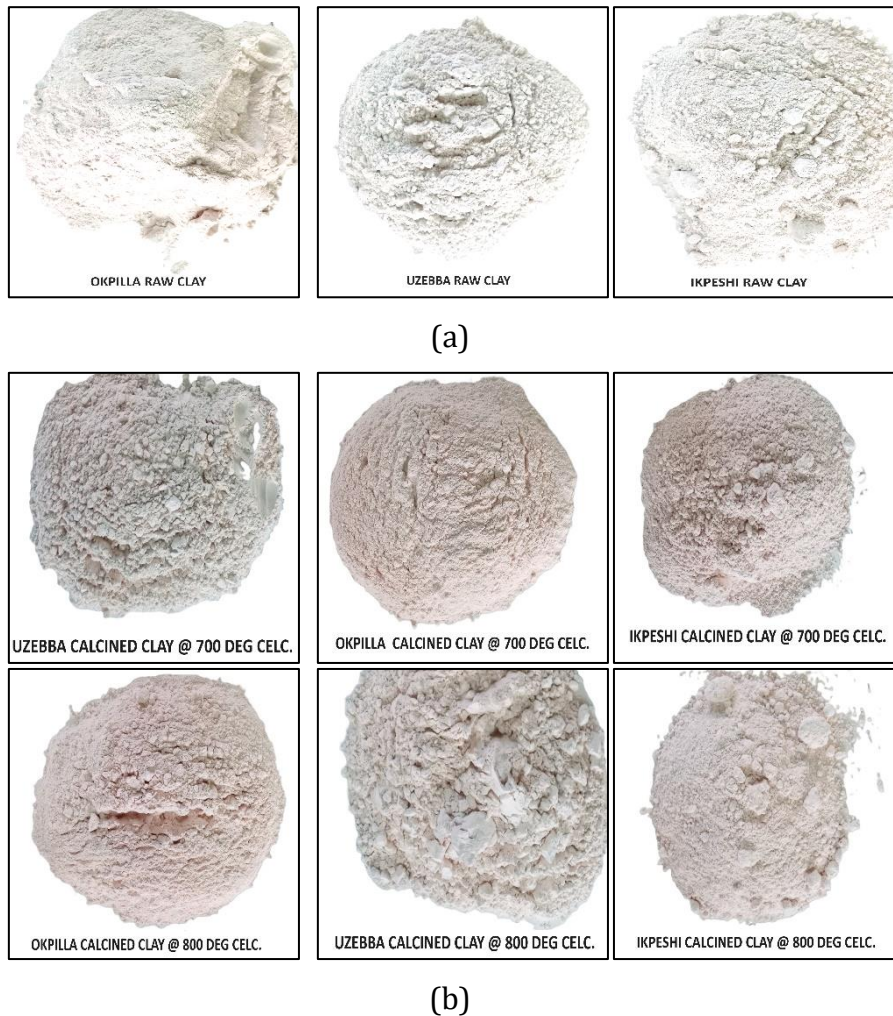 OKPILLA RAW CLAY
UZEBBA RAW CLAY
IKPESHI RAW CLAY
(a)
UZEBBA CALCINED CLAY @ 700 DEG CELC.
OKPILLA CALCINED CLAY @ 700 DEG CELC.
IKPESHI CALCINED CLAY @ 700 DEG CELC.
OKPILLA CALCINED CLAY @ 800 DEG CELC.
UZEBBA CALCINED CLAY @ 800 DEG CELC.
IKPESHI CALCINED CLAY @ 800 DEG CELC.
(b)